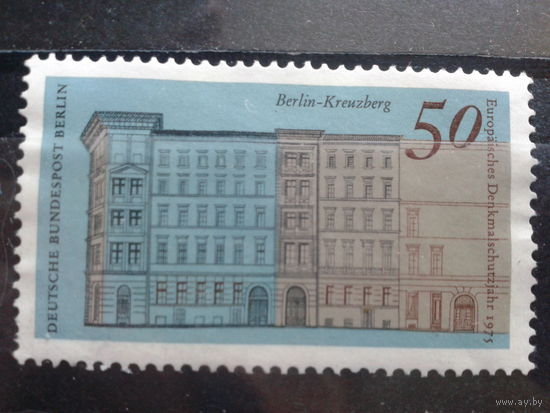 Berlin-Kreuzberg
50
DEUTSCHE BUNDESPOST BERLIN
Europäisches Denkmalschutzjahr 1975
© www.ay.by